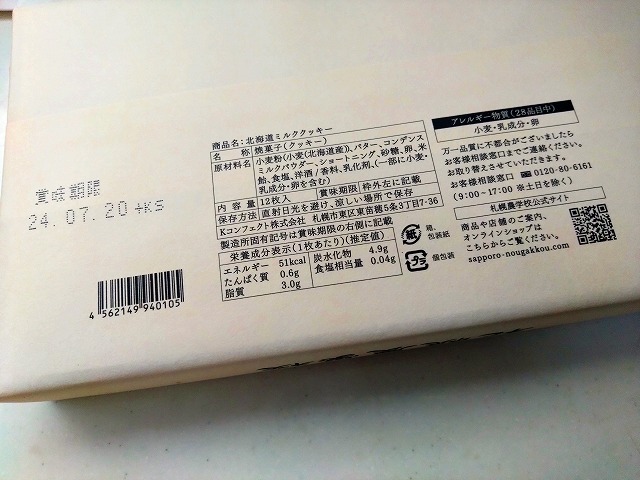 賞味期限
24.07.20 +KS
4 562149 940105
商品名:北海道ミルククッキー
名称 焼菓子(クッキー)
原材料名 小麦粉(小麦(北海道産))、バター、コンデンス
ミルクパウダー、ショートニング、砂糖、卵、米
飴、食塩、洋酒/香料、乳化剤、(一部に小麦・
乳成分・卵を含む)
内容量 12枚入 賞味期限 枠外左に記載
保存方法 直射日光を避け、涼しい場所で保存
Kコンフェクト株式会社 札幌市東区東苗穂5条3丁目7-36
製造所固有記号は賞味期限の右側に記載
栄養成分表示(1枚あたり)(推定値)
エネルギー 51kcal 炭水化物 4.9g
たんぱく質 0.6g 食塩相当量 0.04g
脂質 3.0g
紙 箱、包装紙
プラ 個包装
アレルギー物質(28品目中)
小麦・乳成分・卵
万一品質に不都合がございましたら
お客様相談窓口までご連絡ください。
お取り替えさせていただきます。
お客様相談窓口 0120-80-6161
(9:00~17:00 ※土日を除く)
札幌農学校公式サイト
商品や店舗のご案内、
オンラインショップは
こちらからご覧ください。
sapporo-nougakkou.com